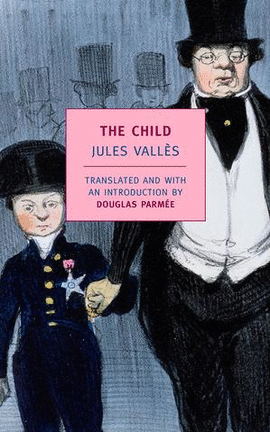 THE CHILD
JULES VALLÈS
TRANSLATED AND WITH
AN INTRODUCTION BY
DOUGLAS PARMÉE